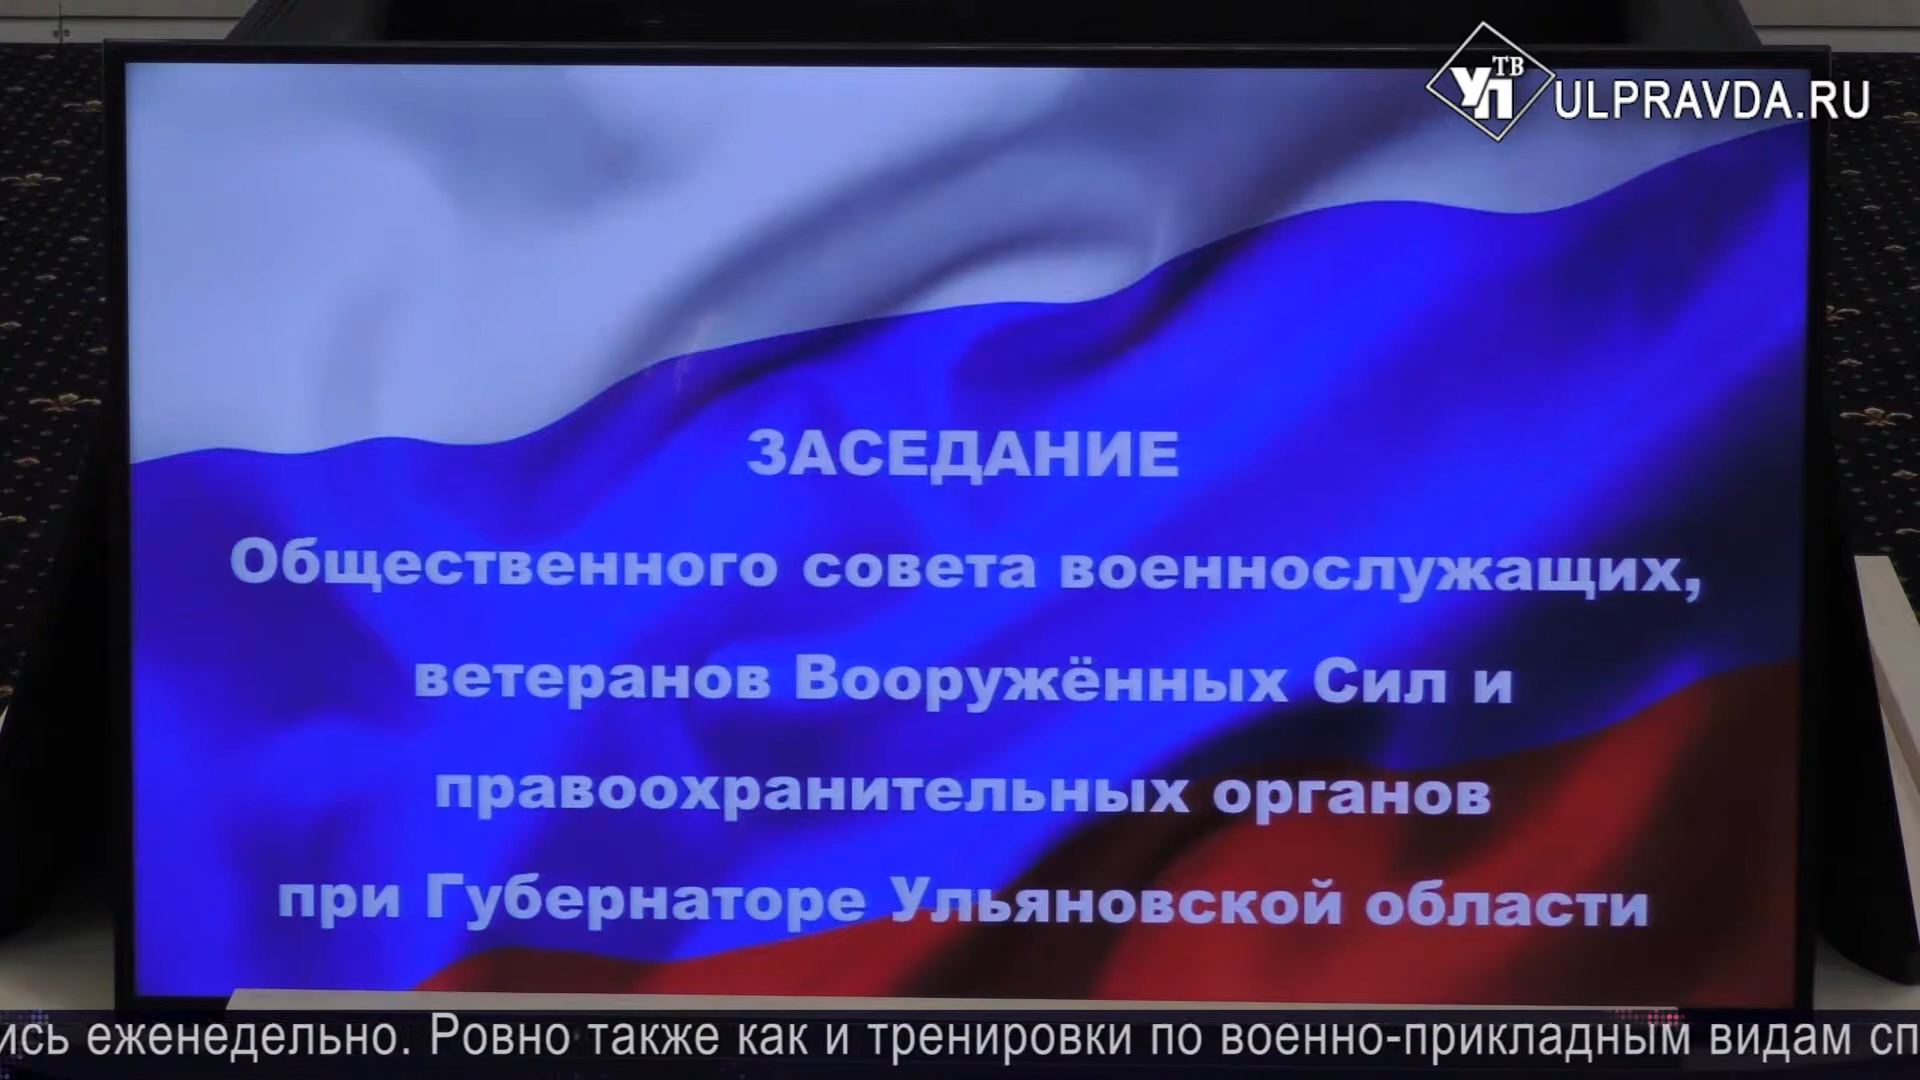 ТВ
УП
ULPRAVDA.RU
ЗАСЕДАНИЕ
Общественного совета военнослужащих,
ветеранов Вооружённых Сил и
правоохранительных органов
при Губернаторе Ульяновской области
ись еженедельно. Ровно также как и тренировки по военно-прикладным видам сп